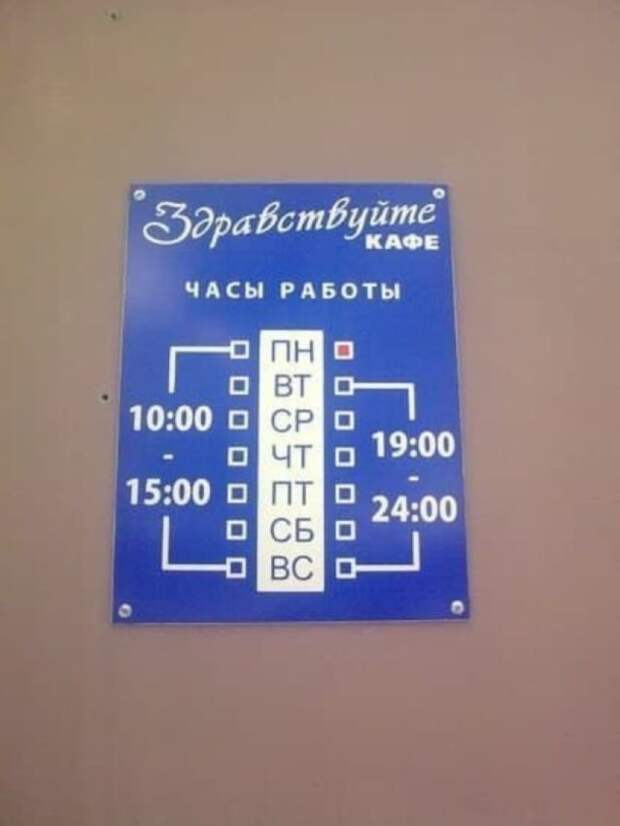 Здравствуйте
КАФЕ
ЧАСЫ РАБОТЫ
ПН
ВТ
СР
ЧТ
ПТ
СБ
ВС
10:00
-
15:00
19:00
-
24:00